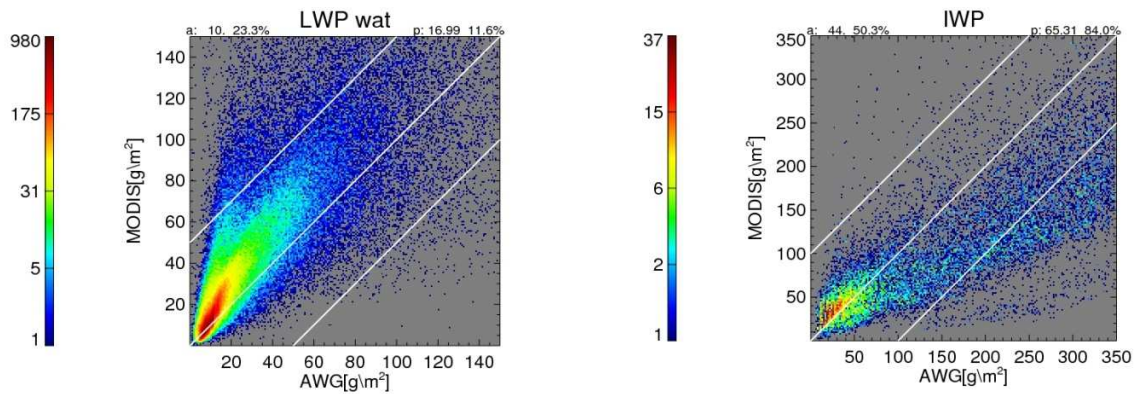 LWP wat
a: 10. 23.3% p: 16.99 11.6%
980
175
31
5
1
MODIS[g\m²]
140
120
100
80
60
40
20
20 40 60 80 100 120 140
AWG[g\m²]
IWP
a: 44. 50.3% p: 65.31 84.0%
37
15
6
2
1
MODIS[g\m²]
350
300
250
200
150
100
50
50 100 150 200 250 300 350
AWG[g\m²]